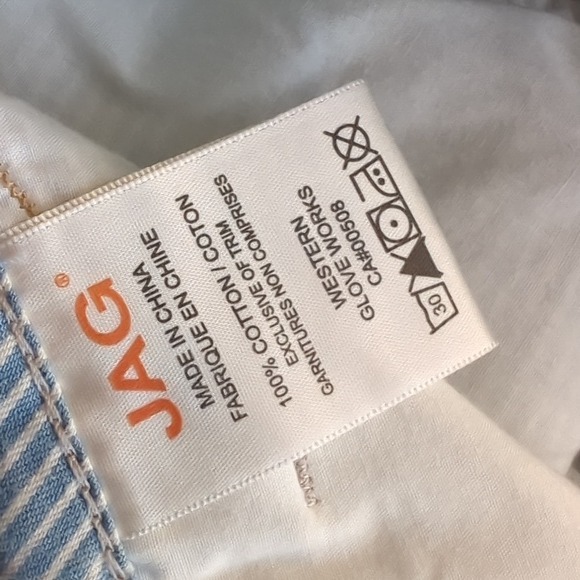 JAG®
MADE IN CHINA
FABRIQUE EN CHINE
100% COTTON / COTON
EXCLUSIVE OF TRIM
GARNITURES NON COMPRISES
WESTERN
GLOVE WORKS
CA#00508
30